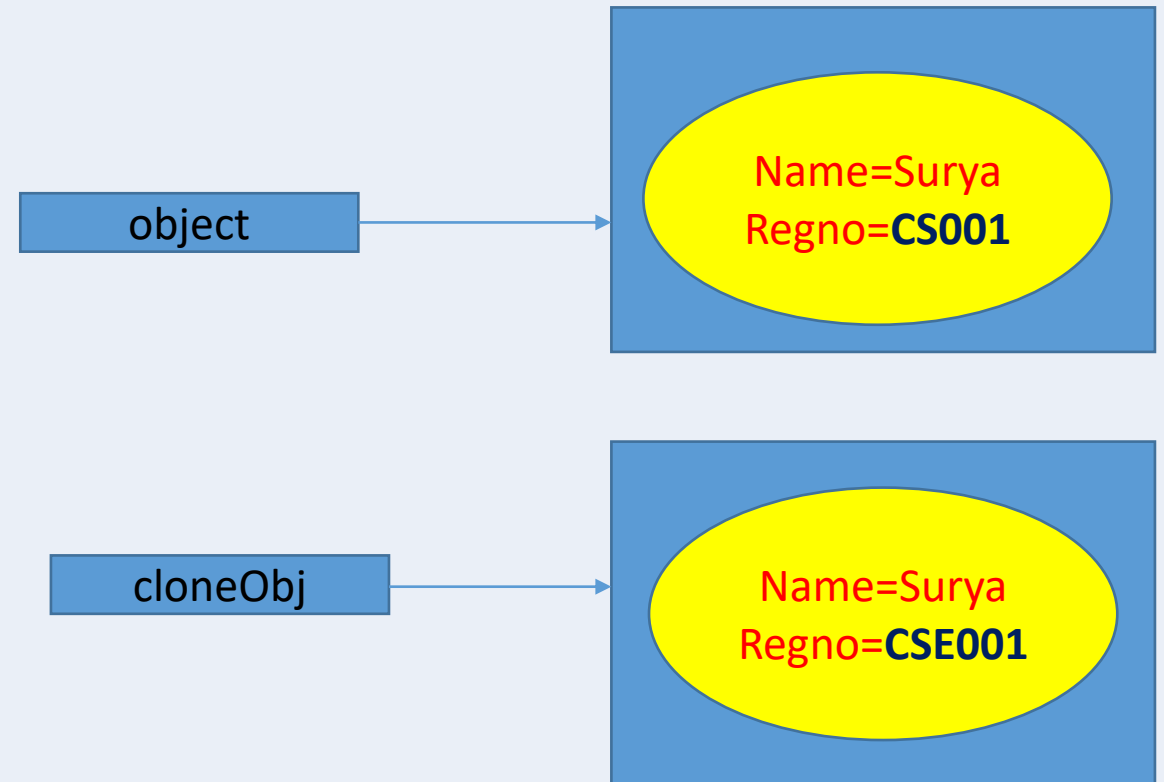 object
Name=Surya
Regno=CS001
cloneObj
Name=Surya
Regno=CSE001